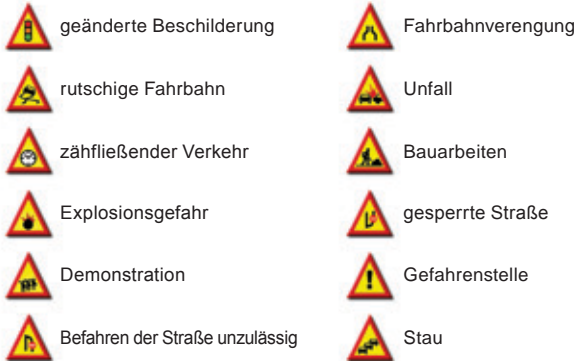 geänderte Beschilderung
Fahrbahnverengung
rutschige Fahrbahn
Unfall
zähfließender Verkehr
Bauarbeiten
Explosionsgefahr
gesperrte Straße
Demonstration
Gefahrenstelle
Befahren der Straße unzulässig
Stau